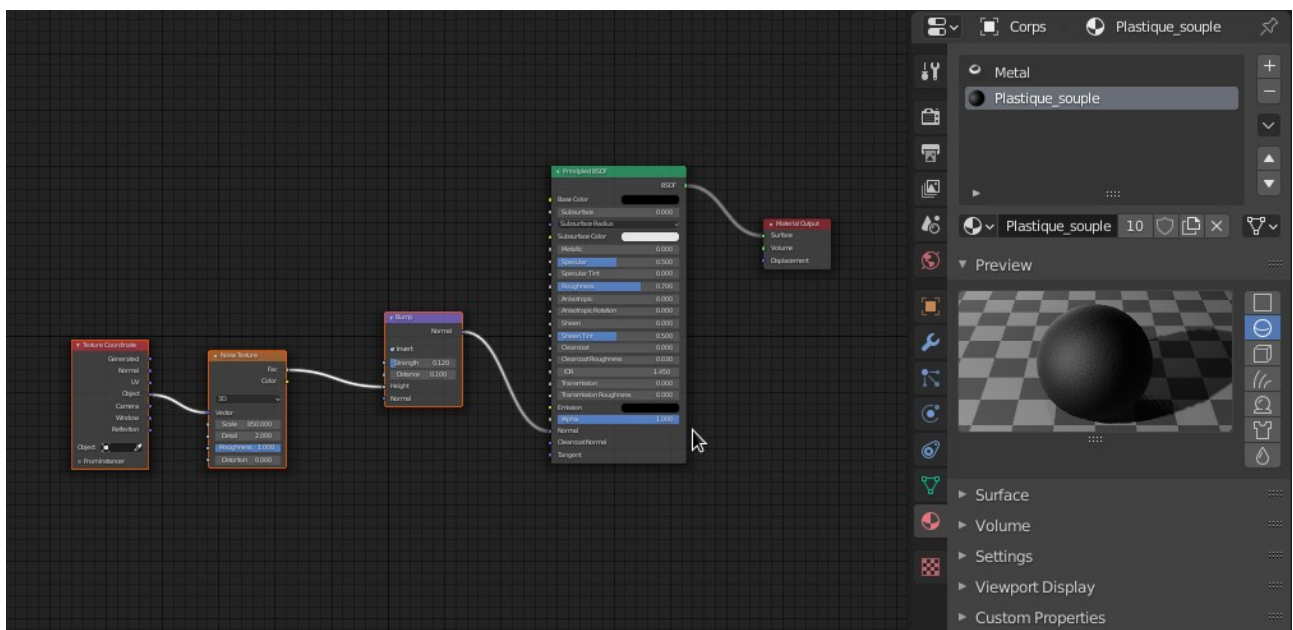 Corps
Plastique_souple
Metal
Plastique_souple
Plastique_souple
10
Preview
Surface
Volume
Settings
Viewport Display
Custom Properties
Texture Coordinate
Generated
Normal
UV
Object
Camera
Window
Reflection
Object:
From Instancer
Noise Texture
Fac
Color
3D
Vector
Scale 850.000
Detail 2.000
Roughness 1.000
Distortion 0.000
Bump
Normal
Invert
Strength 0.120
Distance 0.100
Height
Normal
Principled BSDF
BSDF
Base Color
Subsurface 0.000
Subsurface Radius
Subsurface Color
Metallic 0.000
Specular 0.500
Specular Tint 0.000
Roughness 0.700
Anisotropic 0.000
Anisotropic Rotation 0.000
Sheen 0.000
Sheen Tint 0.500
Clearcoat 0.000
Clearcoat Roughness 0.030
IOR 1.450
Transmission 0.000
Transmission Roughness 0.000
Emission
Alpha 1.000
Normal
Clearcoat Normal
Tangent
Material Output
Surface
Volume
Displacement